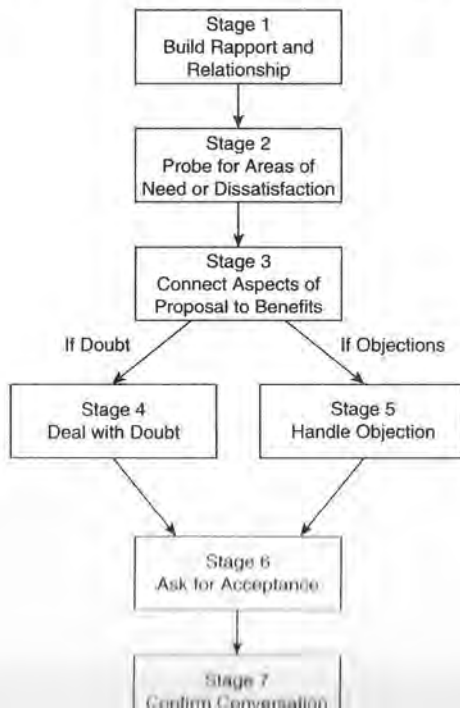 Stage 1
Build Rapport and
Relationship
Stage 2
Probe for Areas of
Need or Dissatisfaction
Stage 3
Connect Aspects of
Proposal to Benefits
If Doubt
If Objections
Stage 4
Deal with Doubt
Stage 5
Handle Objection
Stage 6
Ask for Acceptance
Stage 7
Confirm Conversation